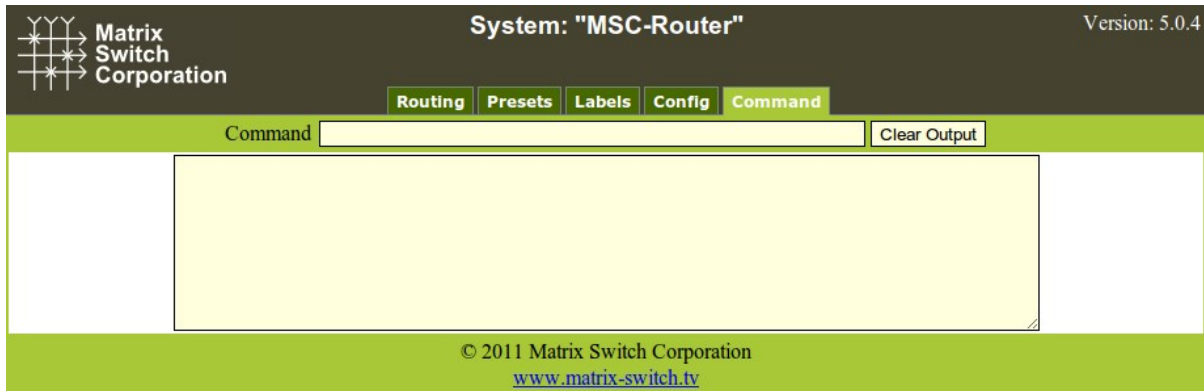 Matrix
Switch
Corporation
System: "MSC-Router"
Version: 5.0.4
Routing Presets Labels Config Command
Command Clear Output
© 2011 Matrix Switch Corporation
www.matrix-switch.tv